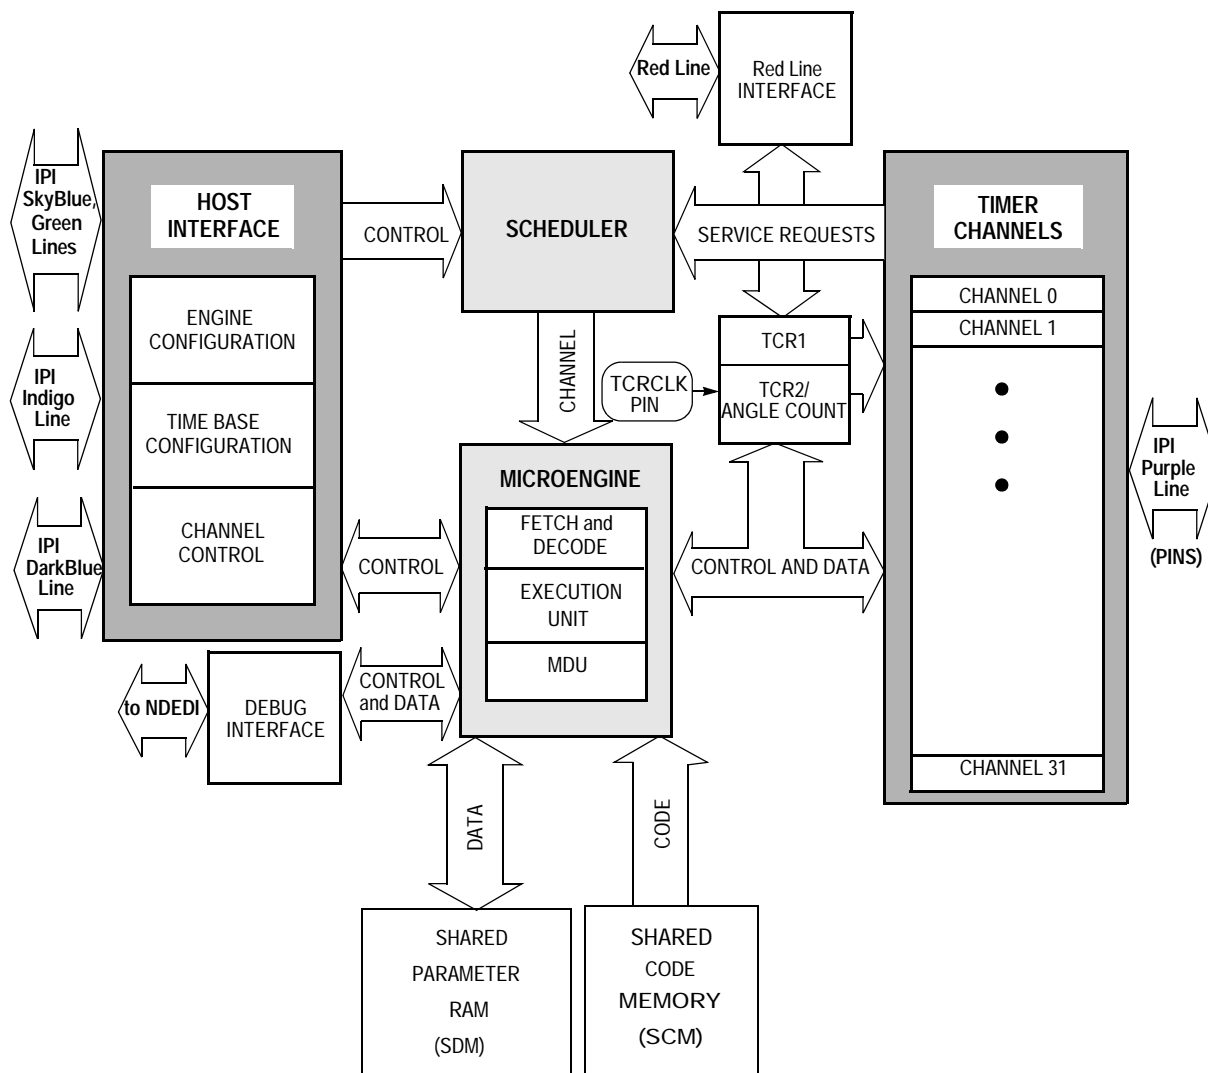 Red Line
Red Line
INTERFACE
IPI
SkyBlue,
Green
Lines
HOST
INTERFACE
CONTROL
SCHEDULER
SERVICE REQUESTS
TIMER
CHANNELS
ENGINE
CONFIGURATION
CHANNEL 0
CHANNEL 1
CHANNEL
TCR1
TCRCLK
PIN
TCR2/
ANGLE COUNT
IPI
Indigo
Line
TIME BASE
CONFIGURATION
IPI
Purple
Line
(PINS)
MICROENGINE
FETCH and
DECODE
EXECUTION
UNIT
MDU
CHANNEL
CONTROL
IPI
DarkBlue
Line
CONTROL
CONTROL AND DATA
to NDEDI
DEBUG
INTERFACE
CONTROL
and DATA
CHANNEL 31
DATA
CODE
SHARED
PARAMETER
RAM
(SDM)
SHARED
CODE
MEMORY
(SCM)